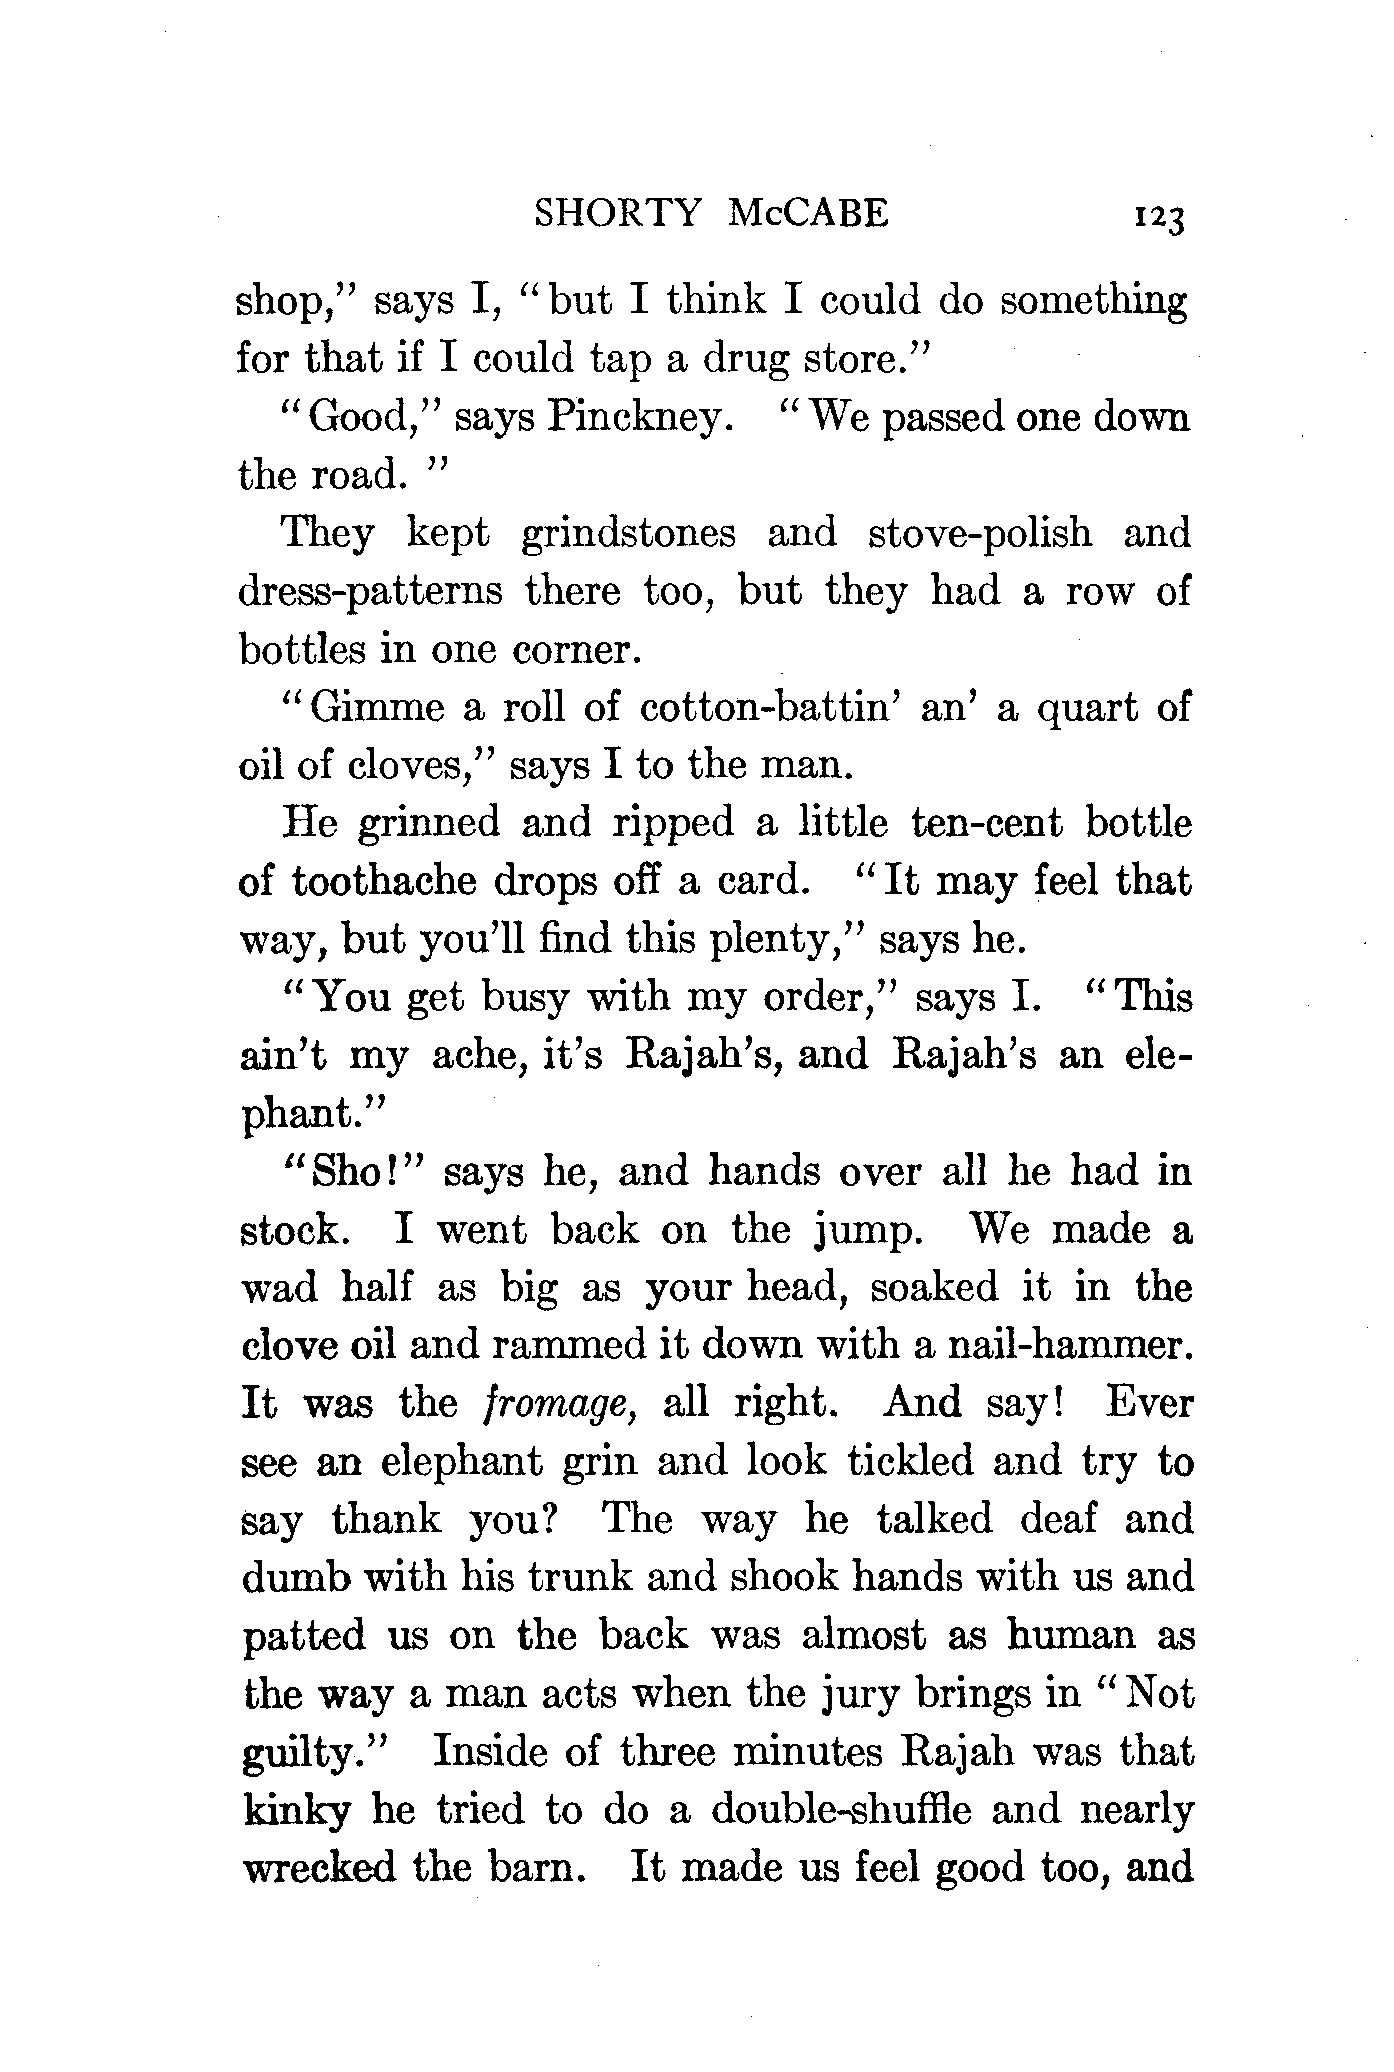 SHORTY McCABE 123
shop," says I, "but I think I could do something
for that if I could tap a drug store."
"Good," says Pinckney. "We passed one down
the road."
They kept grindstones and stove-polish and
dress-patterns there too, but they had a row of
bottles in one corner.
"Gimme a roll of cotton-battin' an' a quart of
oil of cloves," says I to the man.
He grinned and ripped a little ten-cent bottle
of toothache drops off a card. "It may feel that
way, but you'll find this plenty," says he.
"You get busy with my order," says I. "This
ain't my ache, it's Rajah's, and Rajah's an ele-
phant."
"Sho!" says he, and hands over all he had in
stock. I went back on the jump. We made a
wad half as big as your head, soaked it in the
clove oil and rammed it down with a nail-hammer.
It was the fromage, all right. And say! Ever
see an elephant grin and look tickled and try to
say thank you? The way he talked deaf and
dumb with his trunk and shook hands with us and
patted us on the back was almost as human as
the way a man acts when the jury brings in "Not
guilty." Inside of three minutes Rajah was that
kinky he tried to do a double-shuffle and nearly
wrecked the barn. It made us feel good too, and